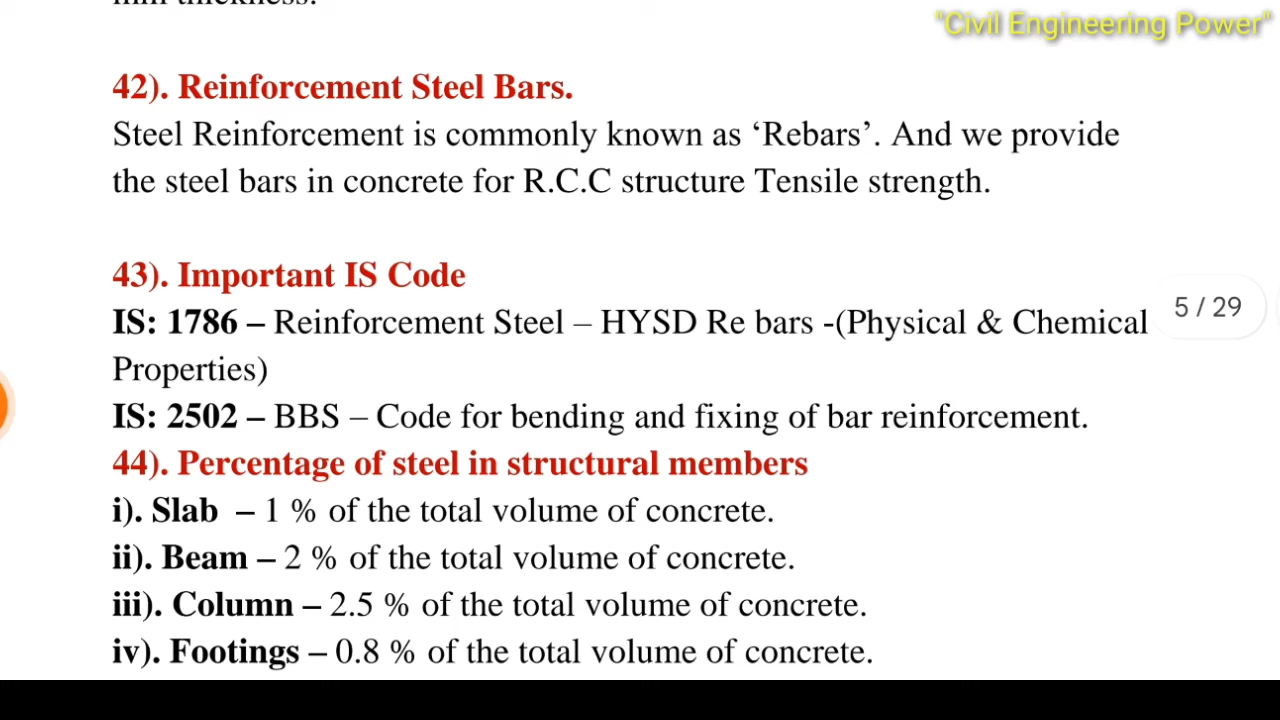 "Civil Engineering Power"
mm thickness.
42). Reinforcement Steel Bars.
Steel Reinforcement is commonly known as ‘Rebars’. And we provide
the steel bars in concrete for R.C.C structure Tensile strength.
43). Important IS Code
IS: 1786 – Reinforcement Steel – HYSD Re bars -(Physical & Chemical
Properties)
5 / 29
IS: 2502 – BBS – Code for bending and fixing of bar reinforcement.
44). Percentage of steel in structural members
i). Slab – 1 % of the total volume of concrete.
ii). Beam – 2 % of the total volume of concrete.
iii). Column – 2.5 % of the total volume of concrete.
iv). Footings – 0.8 % of the total volume of concrete.